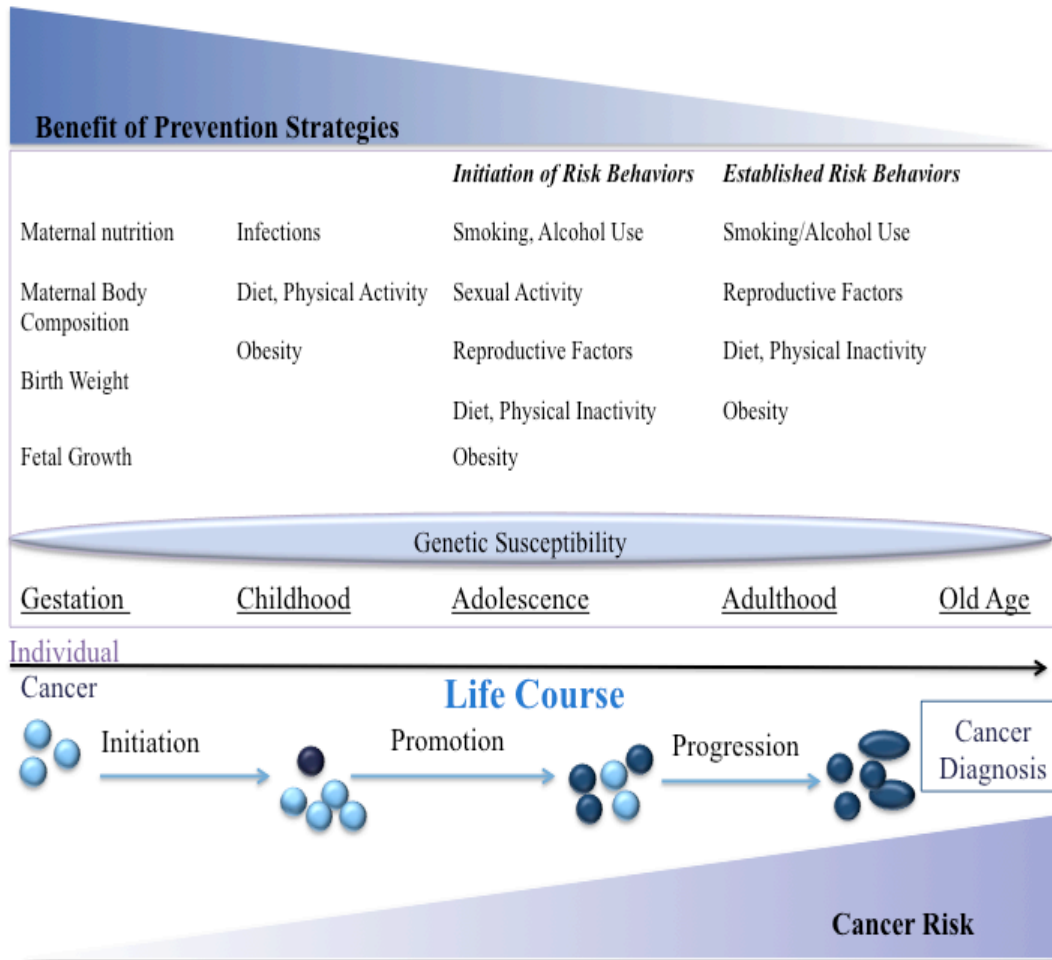 Benefit of Prevention Strategies
Initiation of Risk Behaviors
Established Risk Behaviors
Maternal nutrition
Infections
Smoking, Alcohol Use
Smoking/Alcohol Use
Maternal Body
Composition
Diet, Physical Activity
Sexual Activity
Reproductive Factors
Obesity
Reproductive Factors
Diet, Physical Inactivity
Birth Weight
Diet, Physical Inactivity
Obesity
Fetal Growth
Obesity
Genetic Susceptibility
Gestation
Childhood
Adolescence
Adulthood
Old Age
Individual
Cancer
Life Course
Initiation
Promotion
Progression
Cancer
Diagnosis
Cancer Risk